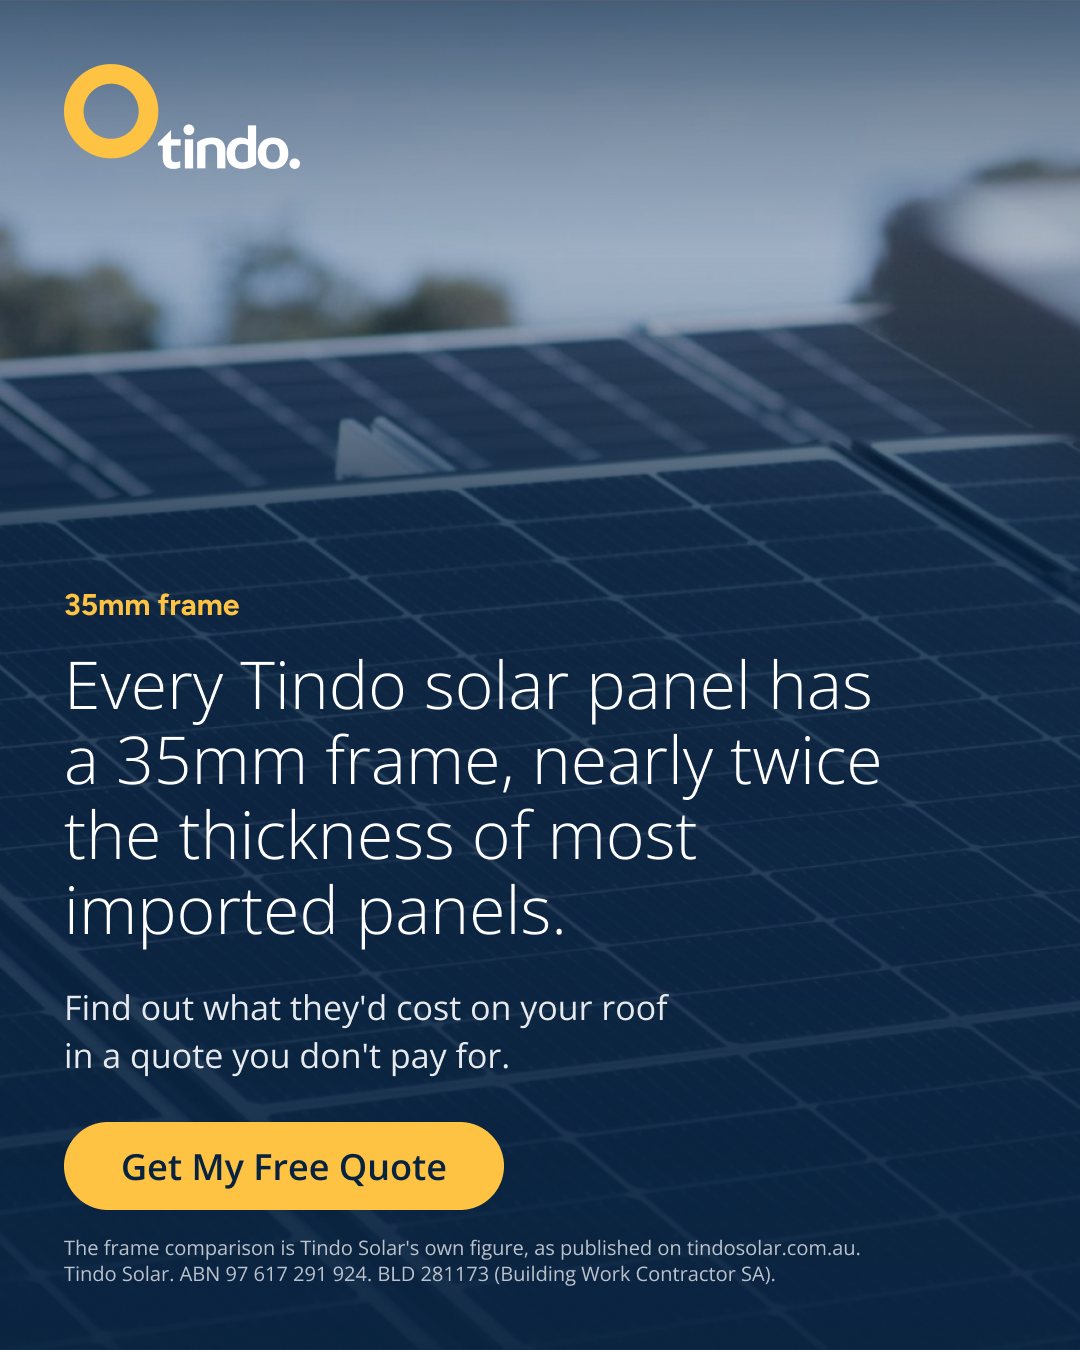 tindo.
35mm frame
Every Tindo solar panel has
a 35mm frame, nearly twice
the thickness of most
imported panels.
Find out what they'd cost on your roof
in a quote you don't pay for.
Get My Free Quote
The frame comparison is Tindo Solar's own figure, as published on tindosolar.com.au.
Tindo Solar. ABN 97 617 291 924. BLD 281173 (Building Work Contractor SA).